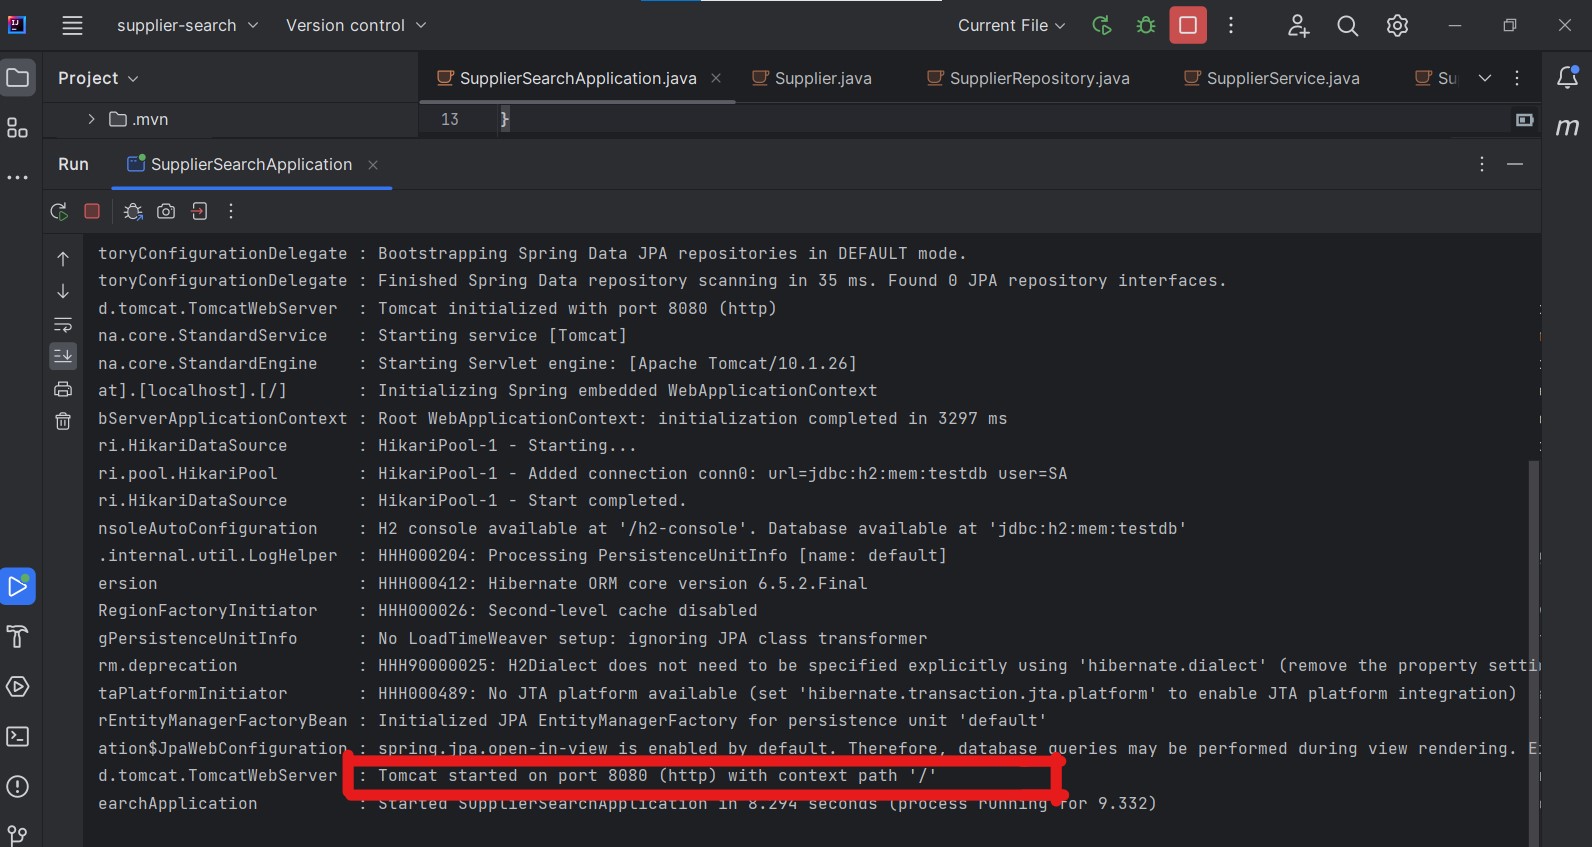 supplier-search
Version control
Current File
Project
SupplierSearchApplication.java
Supplier.java
SupplierRepository.java
SupplierService.java
Su
.mvn
13 }
m
Run
SupplierSearchApplication
toryConfigurationDelegate : Bootstrapping Spring Data JPA repositories in DEFAULT mode.
toryConfigurationDelegate : Finished Spring Data repository scanning in 35 ms. Found 0 JPA repository interfaces.
d.tomcat.TomcatWebServer : Tomcat initialized with port 8080 (http)
na.core.StandardService : Starting service [Tomcat]
na.core.StandardEngine : Starting Servlet engine: [Apache Tomcat/10.1.26]
at].[localhost].[/] : Initializing Spring embedded WebApplicationContext
bServerApplicationContext : Root WebApplicationContext: initialization completed in 3297 ms
ri.HikariDataSource : HikariPool-1 - Starting...
ri.pool.HikariPool : HikariPool-1 - Added connection conn0: url=jdbc:h2:mem:testdb user=SA
ri.HikariDataSource : HikariPool-1 - Start completed.
nsoleAutoConfiguration : H2 console available at '/h2-console'. Database available at 'jdbc:h2:mem:testdb'
.internal.util.LogHelper : HHH000204: Processing PersistenceUnitInfo [name: default]
ersion : HHH000412: Hibernate ORM core version 6.5.2.Final
RegionFactoryInitiator : HHH000026: Second-level cache disabled
gPersistenceUnitInfo : No LoadTimeWeaver setup: ignoring JPA class transformer
rm.deprecation : HHH90000025: H2Dialect does not need to be specified explicitly using 'hibernate.dialect' (remove the property setti
taPlatformInitiator : HHH000489: No JTA platform available (set 'hibernate.transaction.jta.platform' to enable JTA platform integration)
rEntityManagerFactoryBean : Initialized JPA EntityManagerFactory for persistence unit 'default'
ation$JpaWebConfiguration : spring.jpa.open-in-view is enabled by default. Therefore, database queries may be performed during view rendering. E
d.tomcat.TomcatWebServer : Tomcat started on port 8080 (http) with context path '/'
earchApplication : Started SupplierSearchApplication in 8.294 seconds (process running for 9.332)